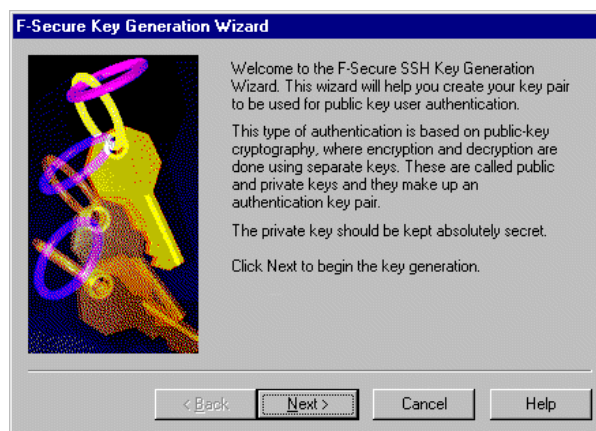 F-Secure Key Generation Wizard
Welcome to the F-Secure SSH Key Generation
Wizard. This wizard will help you create your key pair
to be used for public key user authentication.
This type of authentication is based on public-key
cryptography, where encryption and decryption are
done using separate keys. These are called public
and private keys and they make up an
authentication key pair.
The private key should be kept absolutely secret.
Click Next to begin the key generation.
< Back
Next >
Cancel
Help